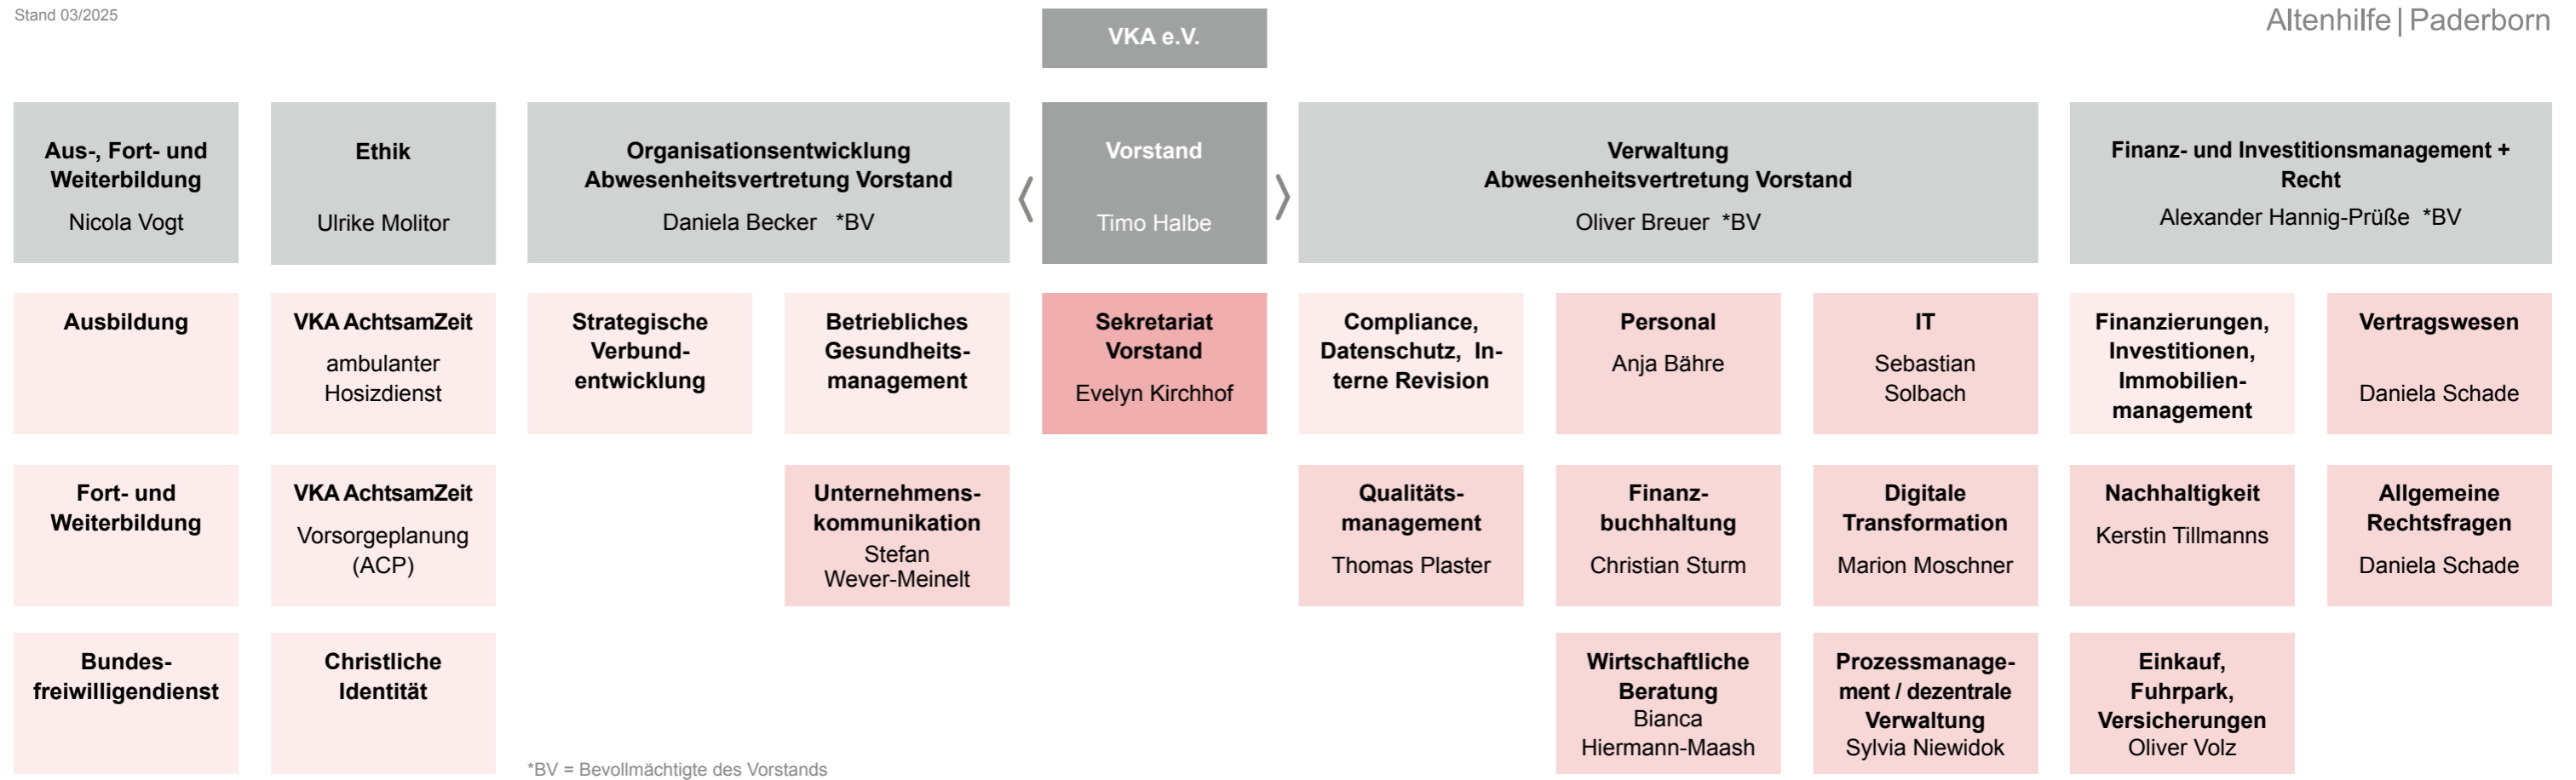 Stand 03/2025
VKA e.V.
Altenhilfe | Paderborn
Aus-, Fort- und
Weiterbildung
Nicola Vogt
Ethik
Ulrike Molitor
Organisationsentwicklung
Abwesenheitsvertretung Vorstand
Daniela Becker *BV
Vorstand
Timo Halbe
Verwaltung
Abwesenheitsvertretung Vorstand
Oliver Breuer *BV
Finanz- und Investitionsmanagement +
Recht
Alexander Hannig-Prüße *BV
Ausbildung
VKA AchtsamZeit
ambulanter
Hosizdienst
Strategische
Verbund-
entwicklung
Betriebliches
Gesundheits-
management
Sekretariat
Vorstand
Evelyn Kirchhof
Compliance,
Datenschutz, In-
terne Revision
Personal
Anja Bähre
IT
Sebastian
Solbach
Finanzierungen,
Investitionen,
Immobilien-
management
Vertragswesen
Daniela Schade
Fort- und
Weiterbildung
VKA AchtsamZeit
Vorsorgeplanung
(ACP)
Unternehmens-
kommunikation
Stefan
Wever-Meinelt
Qualitäts-
management
Thomas Plaster
Finanz-
buchhaltung
Christian Sturm
Digitale
Transformation
Marion Moschner
Nachhaltigkeit
Kerstin Tillmanns
Allgemeine
Rechtsfragen
Daniela Schade
Bundes-
freiwilligendienst
Christliche
Identität
Wirtschaftliche
Beratung
Bianca
Hiermann-Maash
Prozessmanage-
ment / dezentrale
Verwaltung
Sylvia Niewidok
Einkauf,
Fuhrpark,
Versicherungen
Oliver Volz
*BV = Bevollmächtigte des Vorstands